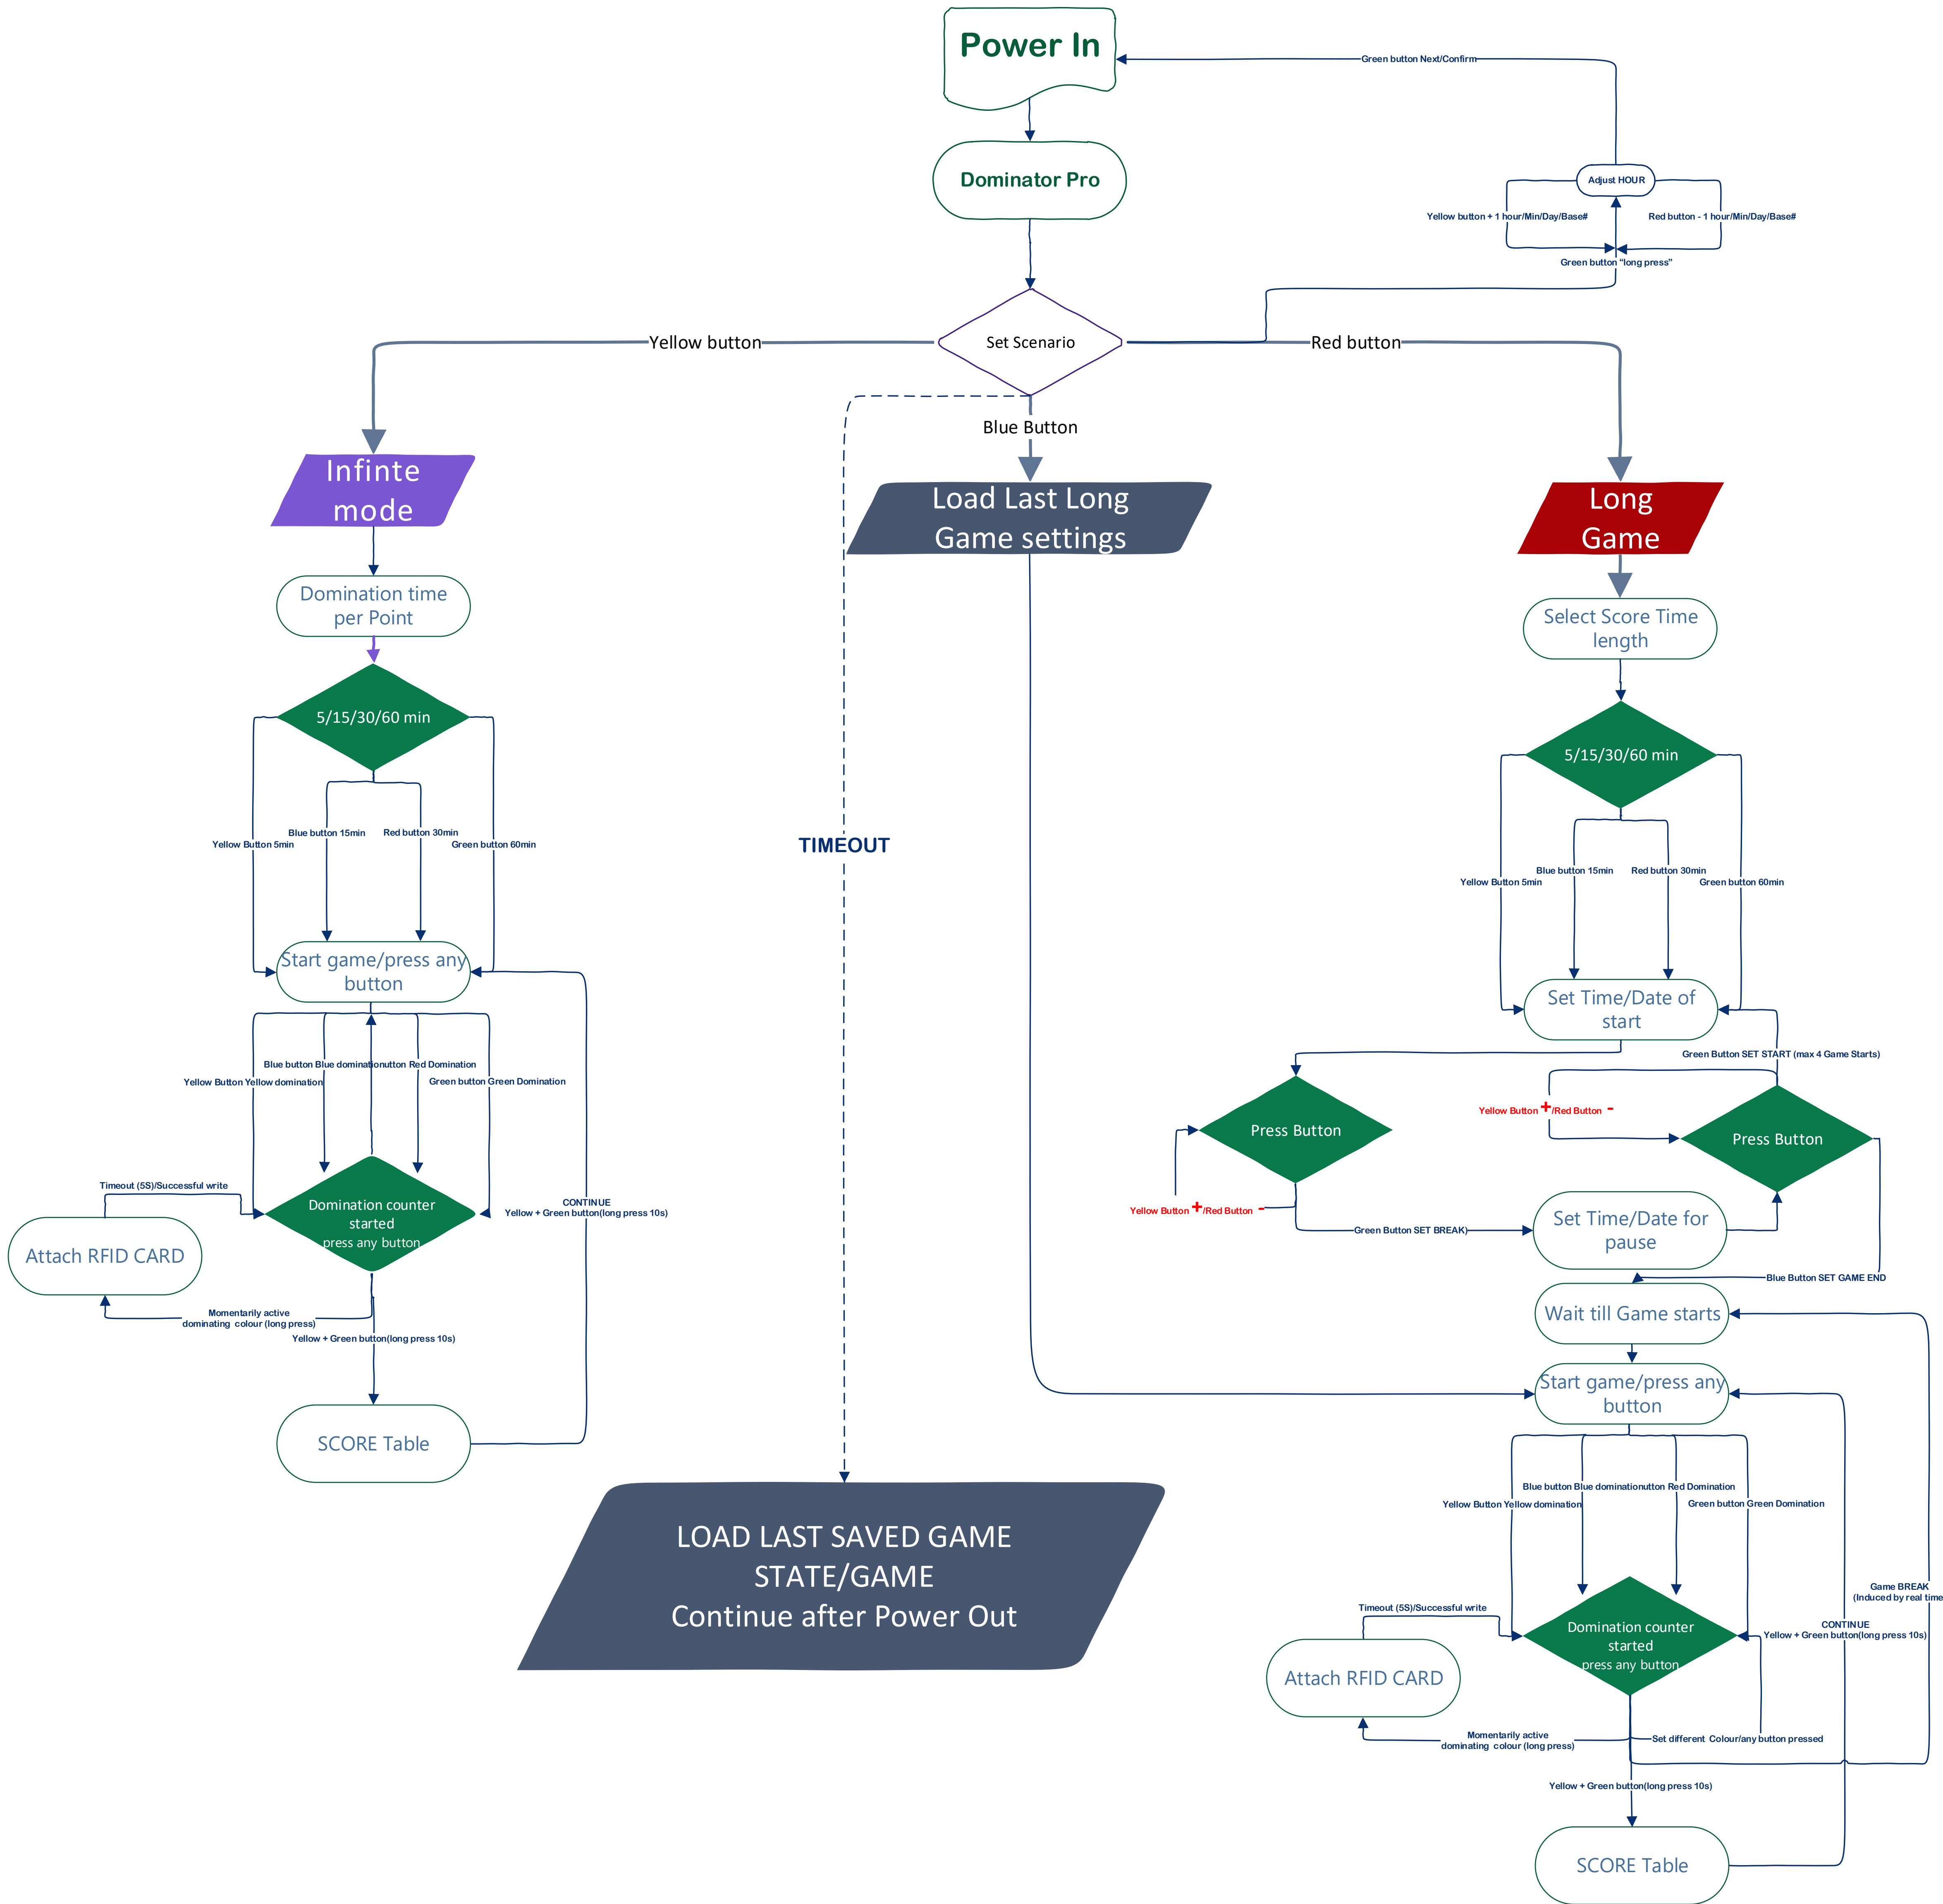 Power In
Green button Next/Confirm
Dominator Pro
Adjust HOUR
Yellow button + 1 hour/Min/Day/Base#
Red button - 1 hour/Min/Day/Base#
Green button “long press”
Set Scenario
Yellow button
Red button
Blue Button
Infinte
mode
Load Last Long
Game settings
Long
Game
Domination time
per Point
Select Score Time
length
5/15/30/60 min
5/15/30/60 min
Blue button 15min
Red button 30min
Yellow Button 5min
Green button 60min
TIMEOUT
Blue button 15min
Red button 30min
Yellow Button 5min
Green button 60min
Start game/press any
button
Set Time/Date of
start
Blue button Blue dominationutton Red Domination
Yellow Button Yellow domination
Green button Green Domination
Green Button SET START (max 4 Game Starts)
Yellow Button +/Red Button -
Press Button
Press Button
Timeout (5S)/Successful write
Domination counter
started
press any button
CONTINUE
Yellow + Green button(long press 10s)
Yellow Button +/Red Button -
Green Button SET BREAK)
Set Time/Date for
pause
Attach RFID CARD
Blue Button SET GAME END
Momentarily active
dominating colour (long press)
Yellow + Green button(long press 10s)
Wait till Game starts
Start game/press any
button
SCORE Table
Blue button Blue dominationutton Red Domination
Yellow Button Yellow domination
Green button Green Domination
LOAD LAST SAVED GAME
STATE/GAME
Continue after Power Out
Game BREAK
(Induced by real time
Timeout (5S)/Successful write
Domination counter
started
press any button
CONTINUE
Yellow + Green button(long press 10s)
Attach RFID CARD
Momentarily active
dominating colour (long press)
Set different Colour/any button pressed
Yellow + Green button(long press 10s)
SCORE Table